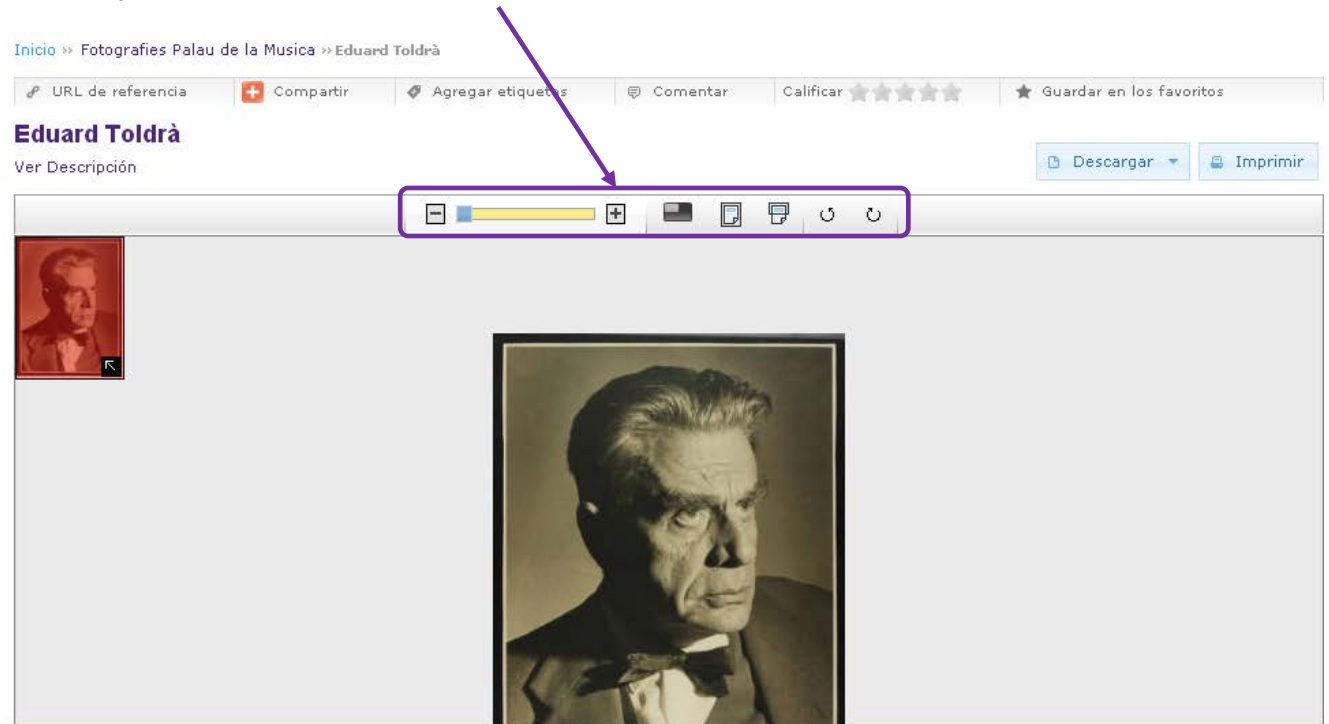 Inicio » Fotografies Palau de la Musica » Eduard Toldrà
URL de referencia Compartir Agregar etiquetas Comentar Calificar Guardar en los favoritos
Eduard Toldrà
Ver Descripción
Descargar Imprimir